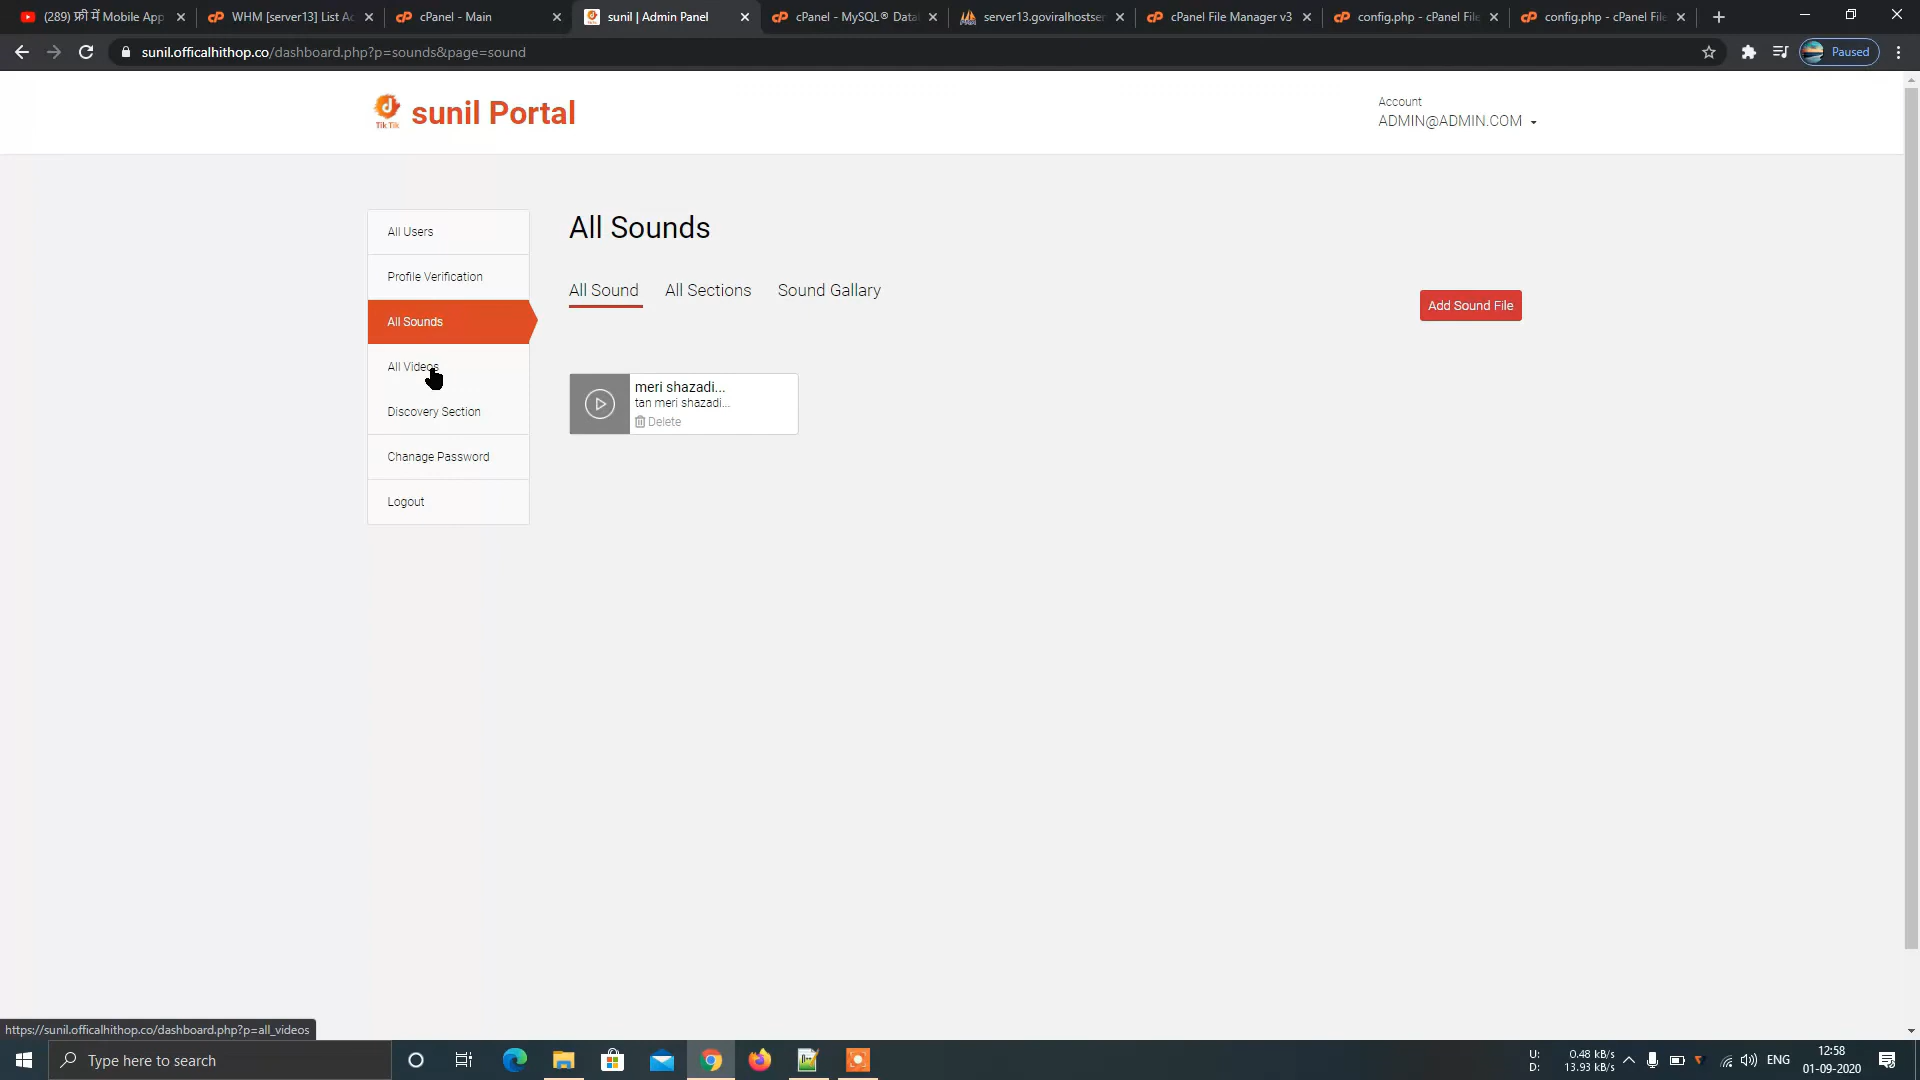 (289) फ्री में Mobile App
WHM [server13] List Ac
cPanel - Main
sunil | Admin Panel
cPanel - MySQL® Datal
server13.goviralhostser
cPanel File Manager v3
config.php - cPanel File
config.php - cPanel File
sunil.officalhithop.co/dashboard.php?p=sounds&page=sound
Paused
Tik Tik
sunil Portal
Account
ADMIN@ADMIN.COM
All Users
Profile Verification
All Sounds
All Videos
Discovery Section
Chanage Password
Logout
All Sounds
All Sound
All Sections
Sound Gallary
Add Sound File
meri shazadi...
tan meri shazadi...
Delete
https://sunil.officalhithop.co/dashboard.php?p=all_videos
Type here to search
U: 0.48 kB/s
D: 13.93 kB/s
ENG
12:58
01-09-2020